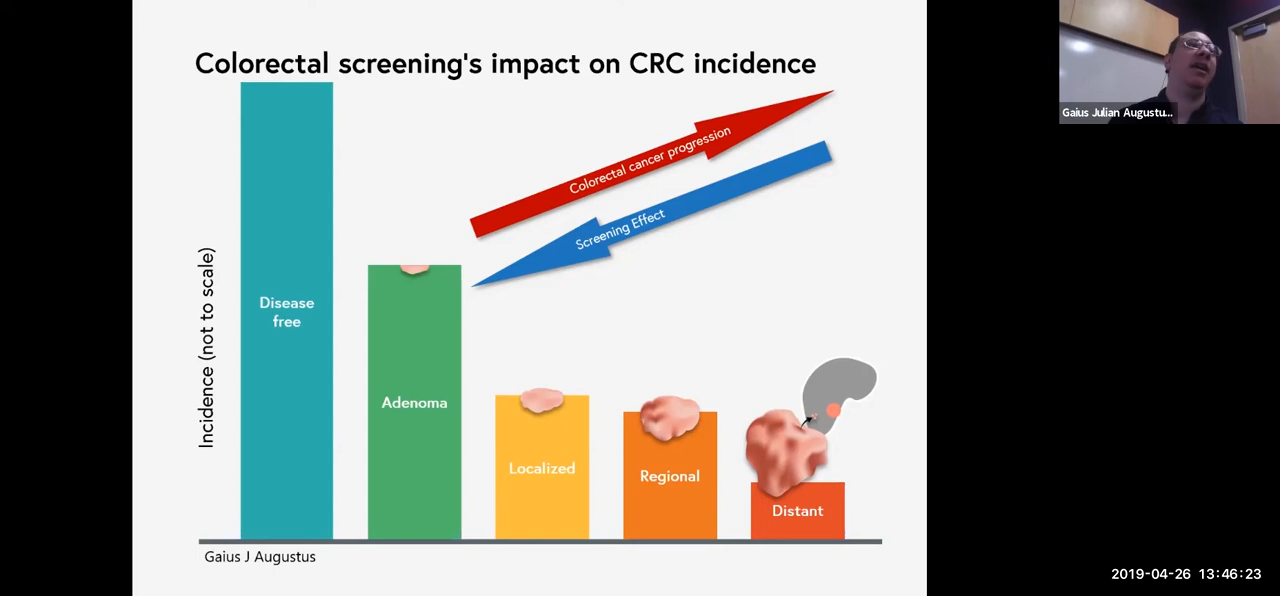 Colorectal screening's impact on CRC incidence
Gaius Julian Augustu...
Colorectal cancer progression
Screening Effect
Incidence (not to scale)
Disease
free
Adenoma
Localized
Regional
Distant
Gaius J Augustus
2019-04-26 13:46:23